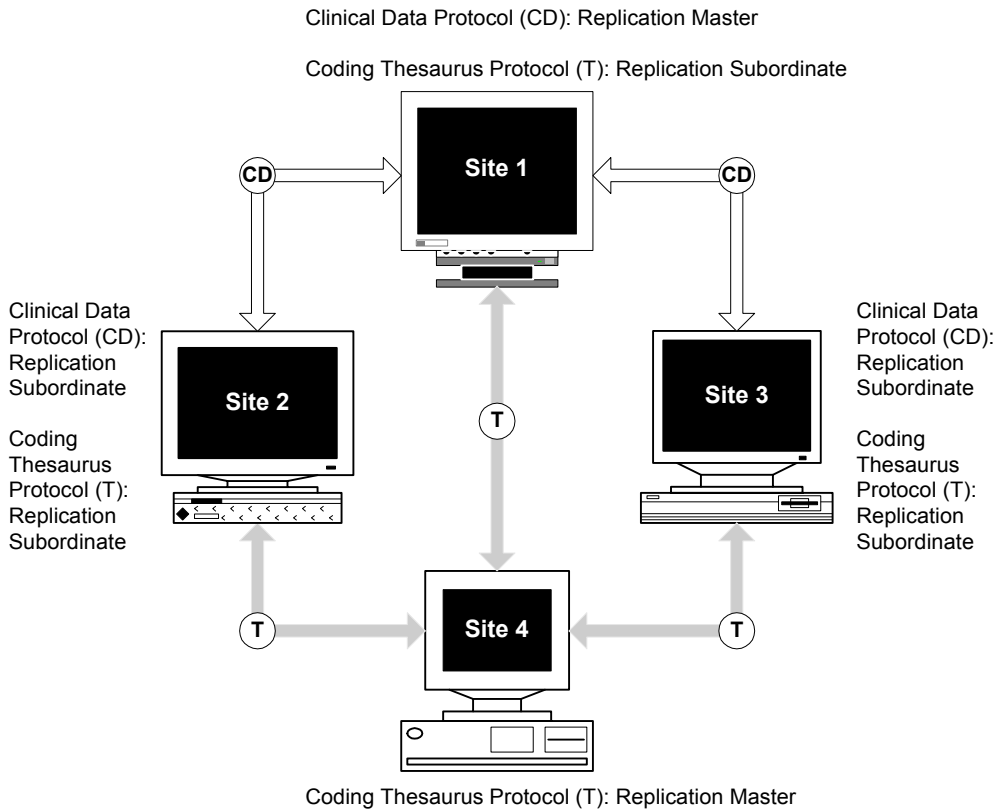 Clinical Data Protocol (CD): Replication Master
Coding Thesaurus Protocol (T): Replication Subordinate
Site 1
CD
CD
Clinical Data
Protocol (CD):
Replication
Subordinate
Coding
Thesaurus
Protocol (T):
Replication
Subordinate
Site 2
T
Site 3
Clinical Data
Protocol (CD):
Replication
Subordinate
Coding
Thesaurus
Protocol (T):
Replication
Subordinate
T
Site 4
T
Coding Thesaurus Protocol (T): Replication Master